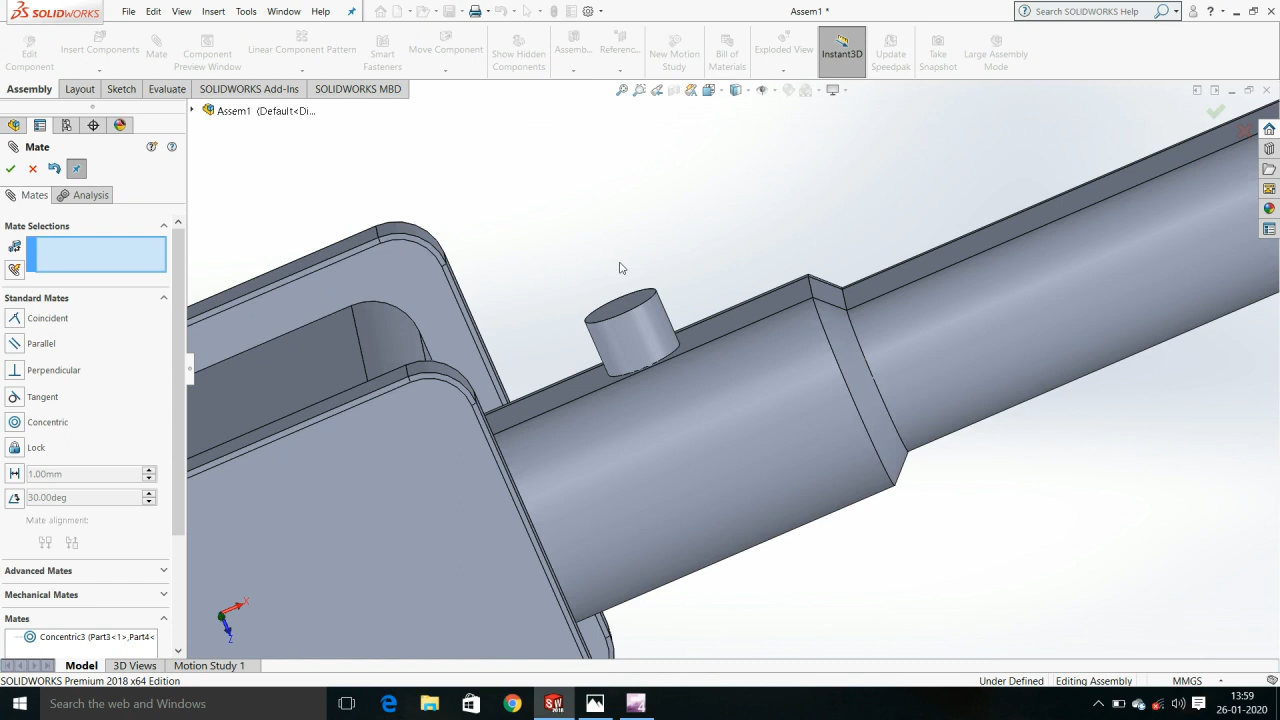 SOLIDWORKS File Edit View Insert Tools Window Help Assem1 * Search SOLIDWORKS Help
Edit Component
Insert Components
Mate
Component Preview Window
Linear Component Pattern
Smart Fasteners
Move Component
Show Hidden Components
Assemb...
Referenc...
New Motion Study
Bill of Materials
Exploded View
Instant3D
Update Speedpak
Take Snapshot
Large Assembly Mode
Assembly Layout Sketch Evaluate SOLIDWORKS Add-Ins SOLIDWORKS MBD
Assem1 (Default<Di...
Mate
Mates Analysis
Mate Selections
Standard Mates
Coincident
Parallel
Perpendicular
Tangent
Concentric
Lock
1.00mm
30.00deg
Mate alignment:
Advanced Mates
Mechanical Mates
Mates
Concentric3 (Part3<1>,Part4<
X
Z
Model 3D Views Motion Study 1
SOLIDWORKS Premium 2018 x64 Edition Under Defined Editing Assembly MMGS
Search the web and Windows
13:59
26-01-2020